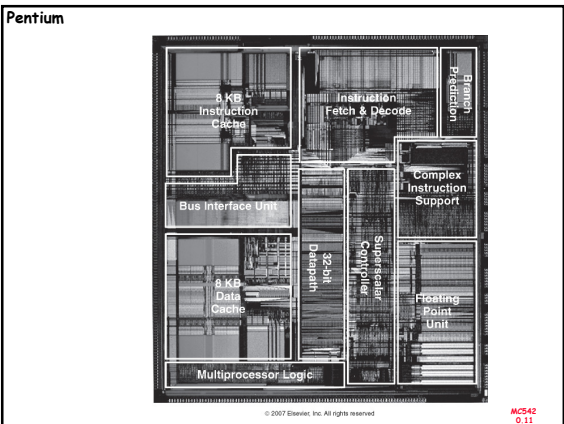 Pentium
8 KB
Instruction
Cache
Instruction
Fetch & Decode
Branch
Prediction
Complex
Instruction
Support
Bus Interface Unit
8 KB
Data
Cache
32-bit
Datapath
Superscalar
Controller
Floating
Point
Unit
Multiprocessor Logic
© 2007 Elsevier, Inc. All rights reserved
MC542
0.11